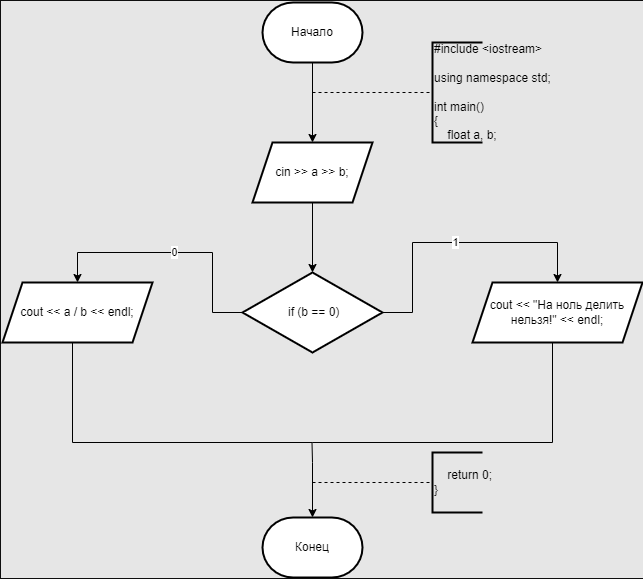 Начало
#include <iostream>
using namespace std;
int main()
{
float a, b;
cin >> a >> b;
0
1
cout << a / b << endl;
if (b == 0)
cout << "На ноль делить
нельзя!" << endl;
return 0;
}
Конец